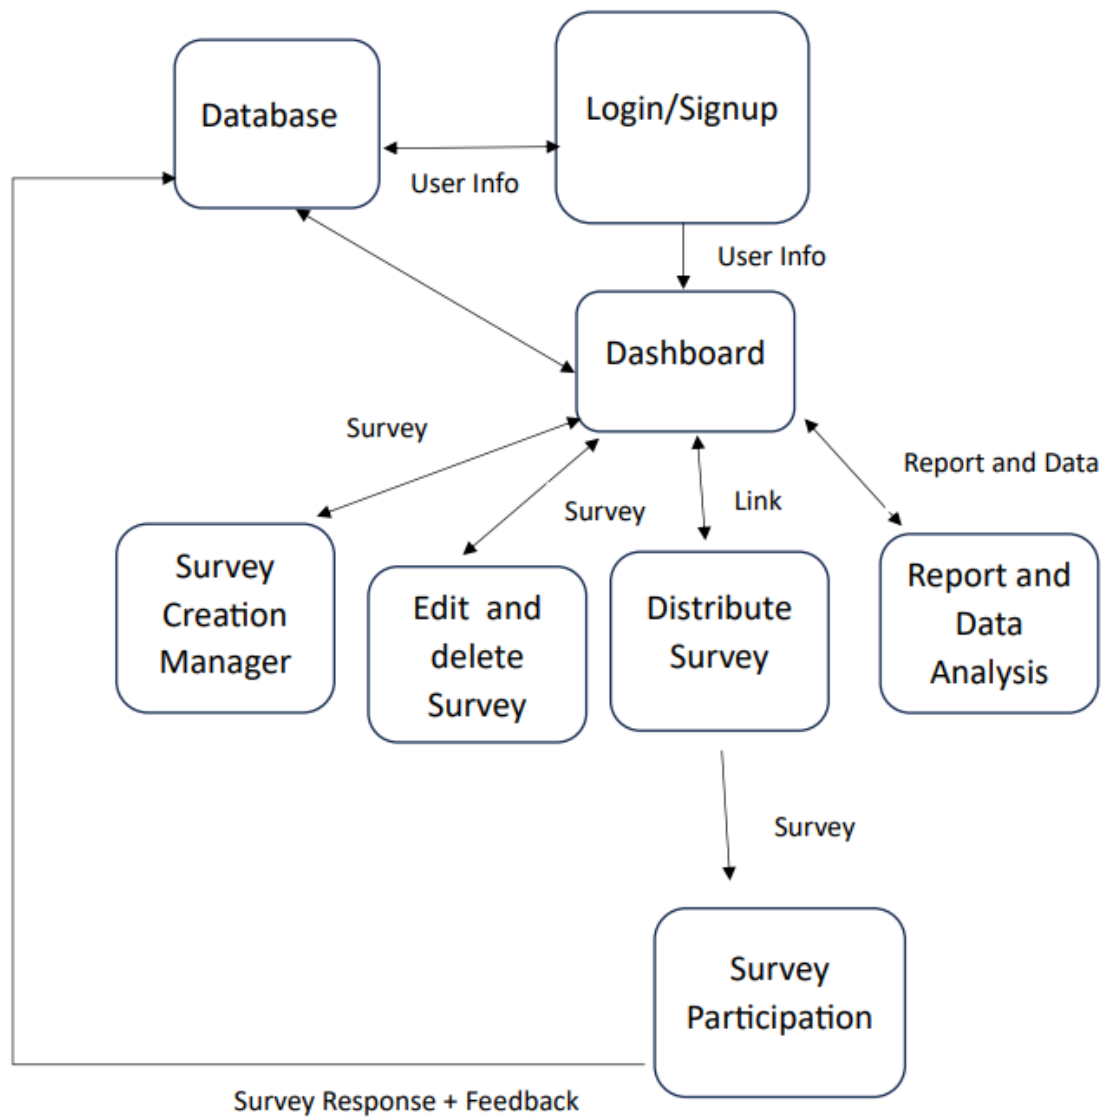 Database
Login/Signup
User Info
User Info
Dashboard
Survey
Report and Data
Survey
Link
Survey
Creation
Manager
Edit and
delete
Survey
Distribute
Survey
Report and
Data
Analysis
Survey
Survey
Participation
Survey Response + Feedback